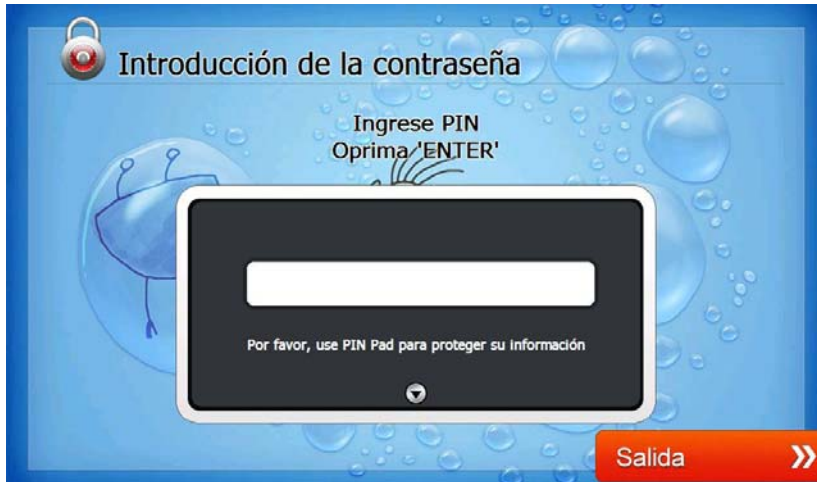 Introducción de la contraseña
Ingrese PIN
Oprima 'ENTER'
Por favor, use PIN Pad para proteger su información
Salida